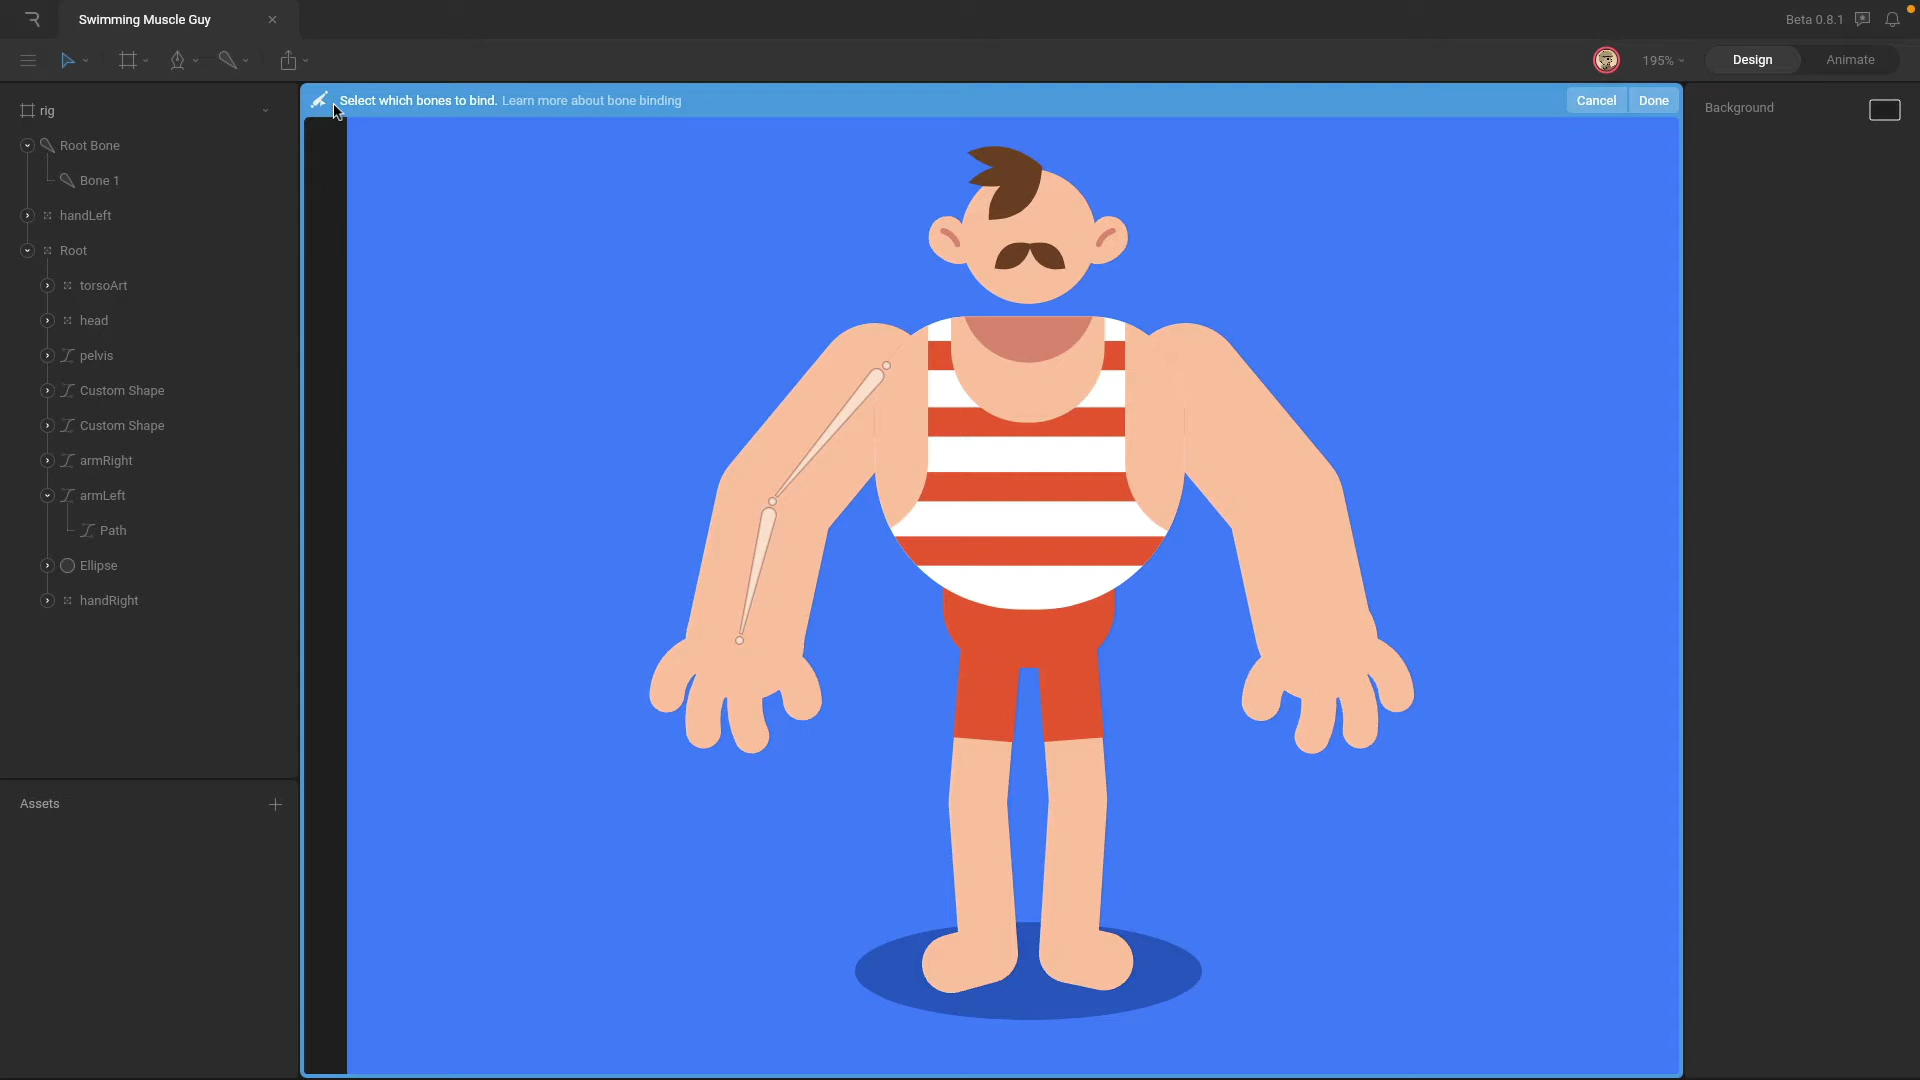 Swimming Muscle Guy
Beta 0.8.1
195%
Design
Animate
rig
Select which bones to bind. Learn more about bone binding
Cancel
Done
Background
Root Bone
Bone 1
handLeft
Root
torsoArt
head
pelvis
Custom Shape
Custom Shape
armRight
armLeft
Path
Ellipse
handRight
Assets